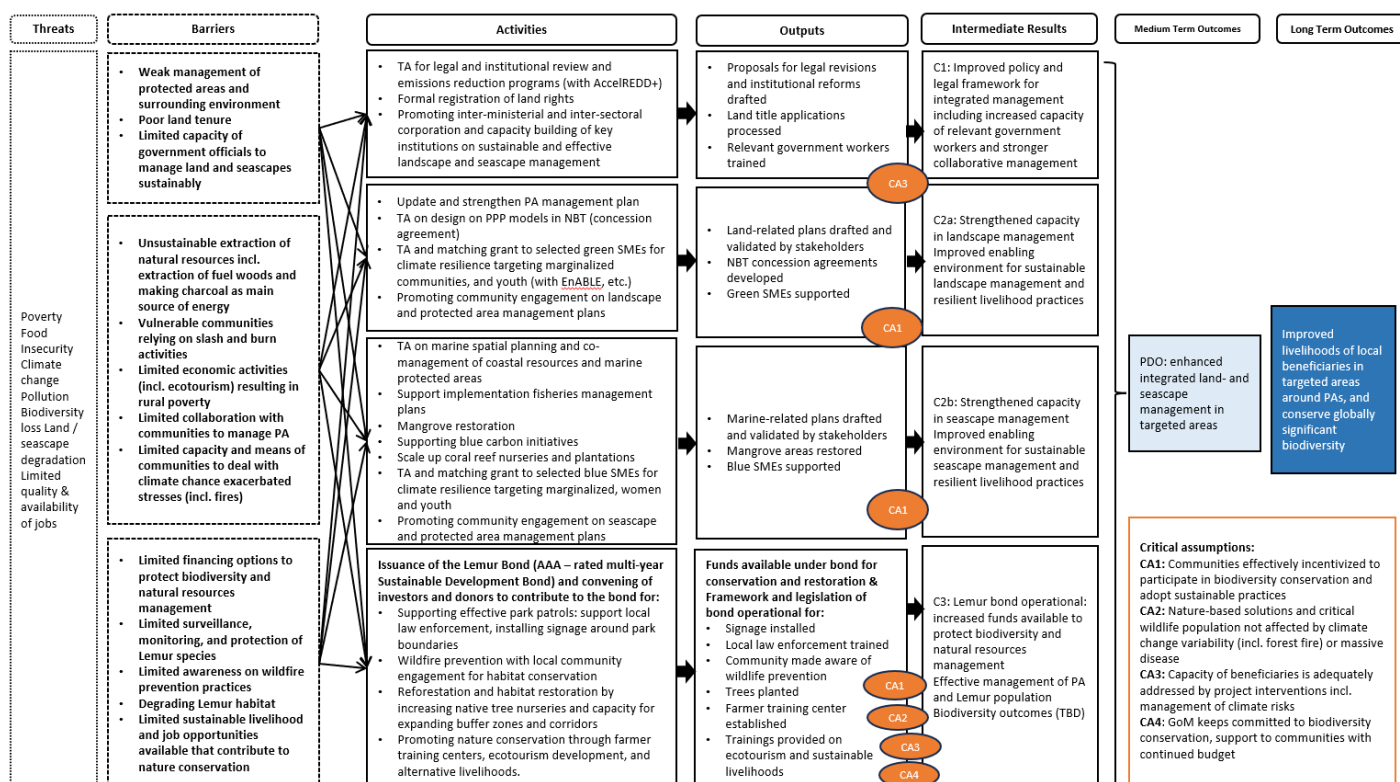 Threats
Barriers
Activities
Outputs
Intermediate Results
Medium Term Outcomes
Long Term Outcomes
Poverty
Food
Insecurity
Climate
change
Pollution
Biodiversity
loss Land /
seascape
degradation
Limited
quality &
availability
of jobs
• Weak management of
protected areas and
surrounding environment
• Poor land tenure
• Limited capacity of
government officials to
manage land and seascapes
sustainably
• Unsustainable extraction of
natural resources incl.
extraction of fuel woods and
making charcoal as main
source of energy
• Vulnerable communities
relying on slash and burn
activities
• Limited economic activities
(incl. ecotourism) resulting in
rural poverty
• Limited collaboration with
communities to manage PA
• Limited capacity and means of
communities to deal with
climate chance exacerbated
stresses (incl. fires)
• Limited financing options to
protect biodiversity and
natural resources
management
• Limited surveillance,
monitoring, and protection of
Lemur species
• Limited awareness on wildfire
prevention practices
• Degrading Lemur habitat
• Limited sustainable livelihood
and job opportunities
available that contribute to
nature conservation
• TA for legal and institutional review and
emissions reduction programs (with AccelREDD+)
• Formal registration of land rights
• Promoting inter-ministerial and inter-sectoral
corporation and capacity building of key
institutions on sustainable and effective
landscape and seascape management
• Update and strengthen PA management plan
• TA on design on PPP models in NBT (concession
agreement)
• TA and matching grant to selected green SMEs for
climate resilience targeting marginalized
communities, and youth (with EnABLE, etc.)
• Promoting community engagement on landscape
and protected area management plans
• TA on marine spatial planning and co-
management of coastal resources and marine
protected areas
• Support implementation fisheries management
plans
• Mangrove restoration
• Supporting blue carbon initiatives
• Scale up coral reef nurseries and plantations
• TA and matching grant to selected blue SMEs for
climate resilience targeting marginalized, women
and youth
• Promoting community engagement on seascape
and protected area management plans
Issuance of the Lemur Bond (AAA – rated multi-year
Sustainable Development Bond) and convening of
investors and donors to contribute to the bond for:
• Supporting effective park patrols: support local
law enforcement, installing signage around park
boundaries
• Wildfire prevention with local community
engagement for habitat conservation
• Reforestation and habitat restoration by
increasing native tree nurseries and capacity for
expanding buffer zones and corridors
• Promoting nature conservation through farmer
training centers, ecotourism development, and
alternative livelihoods.
• Proposals for legal revisions
and institutional reforms
drafted
• Land title applications
processed
• Relevant government workers
trained
CA3
• Land-related plans drafted and
validated by stakeholders
• NBT concession agreements
developed
• Green SMEs supported
CA1
• Marine-related plans drafted
and validated by stakeholders
• Mangrove areas restored
• Blue SMEs supported
CA1
Funds available under bond for
conservation and restoration &
Framework and legislation of
bond operational for:
• Signage installed
• Local law enforcement trained
• Community made aware of
wildlife prevention
• Trees planted
• Farmer training center
established
• Trainings provided on
ecotourism and sustainable
livelihoods
CA1
CA2
CA3
CA4
C1: Improved policy and
legal framework for
integrated management
including increased capacity
of relevant government
workers and stronger
collaborative management
C2a: Strengthened capacity
in landscape management
Improved enabling
environment for sustainable
landscape management and
resilient livelihood practices
C2b: Strengthened capacity
in seascape management
Improved enabling
environment for sustainable
seascape management and
resilient livelihood practices
C3: Lemur bond operational:
increased funds available to
protect biodiversity and
natural resources
management
Effective management of PA
and Lemur population
Biodiversity outcomes (TBD)
PDO: enhanced
integrated land- and
seascape
management in
targeted areas
Improved
livelihoods of local
beneficiaries in
targeted areas
around PAs, and
conserve globally
significant
biodiversity
Critical assumptions:
CA1: Communities effectively incentivized to
participate in biodiversity conservation and
adopt sustainable practices
CA2: Nature-based solutions and critical
wildlife population not affected by climate
change variability (incl. forest fire) or massive
disease
CA3: Capacity of beneficiaries is adequately
addressed by project interventions incl.
management of climate risks
CA4: GoM keeps committed to biodiversity
conservation, support to communities with
continued budget